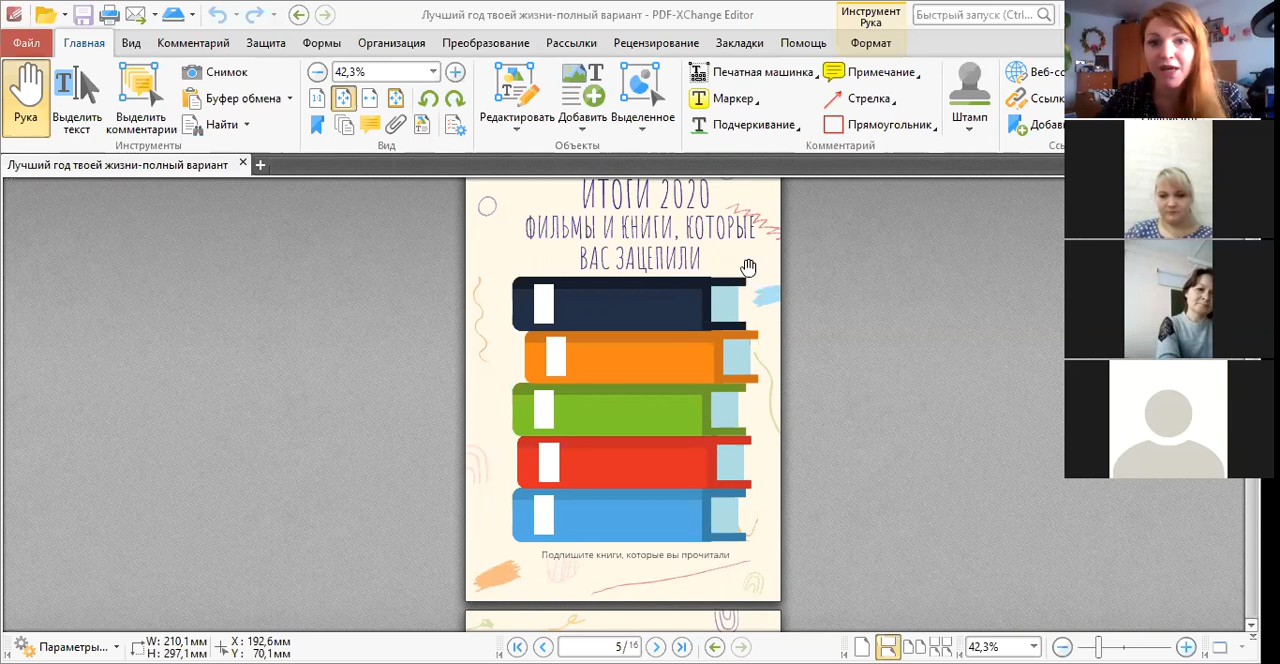 Лучший год твоей жизни-полный вариант - PDF-XChange Editor
Инструмент
Рука
Быстрый запуск (Ctrl...
Файл
Главная
Вид
Комментарий
Защита
Формы
Организация
Преобразование
Рассылки
Рецензирование
Закладки
Помощь
Формат
Рука
Выделить
текст
Выделить
комментарии
Снимок
Буфер обмена
Найти
Инструменты
42,3%
Вид
Редактировать
Добавить
Выделенное
Объекты
Печатная машинка
Маркер
Подчеркивание
Примечание
Стрелка
Прямоугольник
Штамп
Комментарий
Веб-сс
Ссылк
Добав
Сс
Лучший год твоей жизни-полный вариант
ИТОГИ 2020
ФИЛЬМЫ И КНИГИ, КОТОРЫЕ
ВАС ЗАЦЕПИЛИ
Подпишите книги, которые вы прочитали
Параметры...
W: 210,1мм
H: 297,1мм
X: 192,6мм
Y: 70,1мм
5 / 16
42,3%